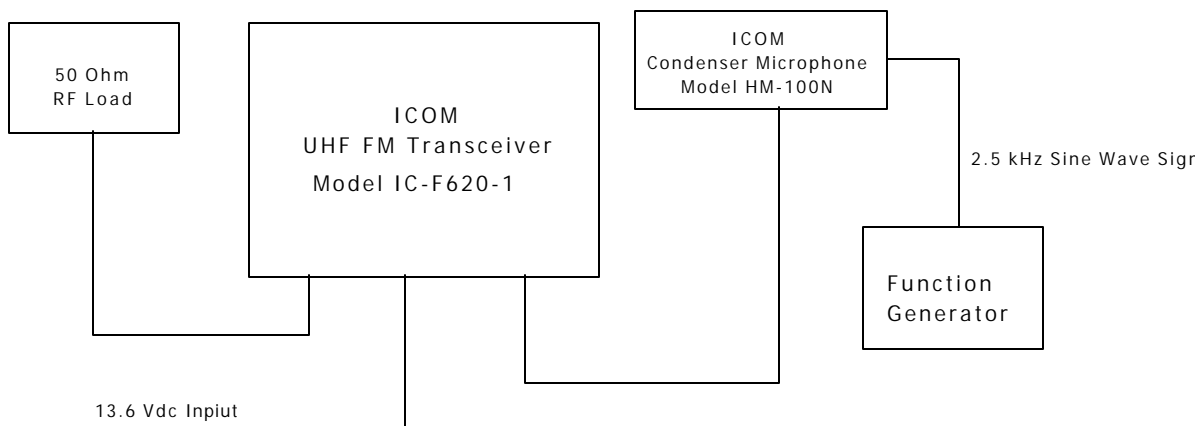 50 Ohm
RF Load
ICOM
UHF FM Transceiver
Model IC-F620-1
ICOM
Condenser Microphone
Model HM-100N
2.5 kHz Sine Wave Sigr
Function
Generator
13.6 Vdc Inpiut